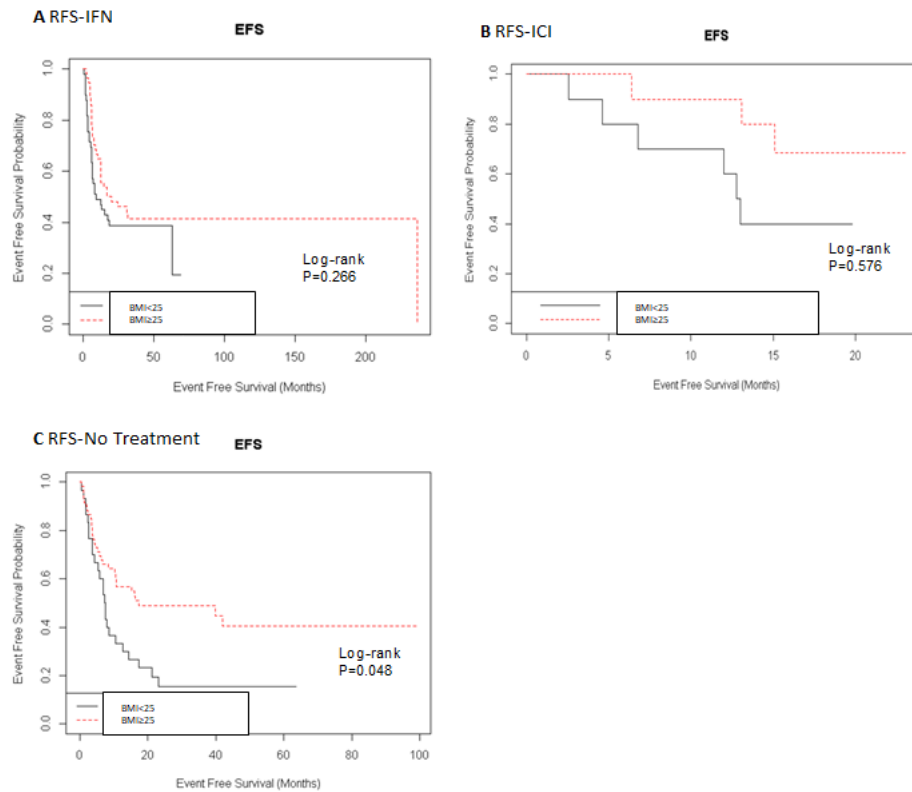 A RFS-IFN
EFS
Event Free Survival Probability
1.0
0.8
0.6
0.4
0.2
0.0
Log-rank
P=0.266
BMI<25
BMI≥25
0 50 100 150 200
Event Free Survival (Months)
B RFS-ICI
EFS
Event Free Survival Probability
1.0
0.8
0.6
0.4
0.2
0.0
Log-rank
P=0.576
BMI<25
BMI≥25
0 5 10 15 20
Event Free Survival (Months)
C RFS-No Treatment
EFS
Event Free Survival Probability
1.0
0.8
0.6
0.4
0.2
0.0
Log-rank
P=0.048
BMI<25
BMI≥25
0 20 40 60 80 100
Event Free Survival (Months)